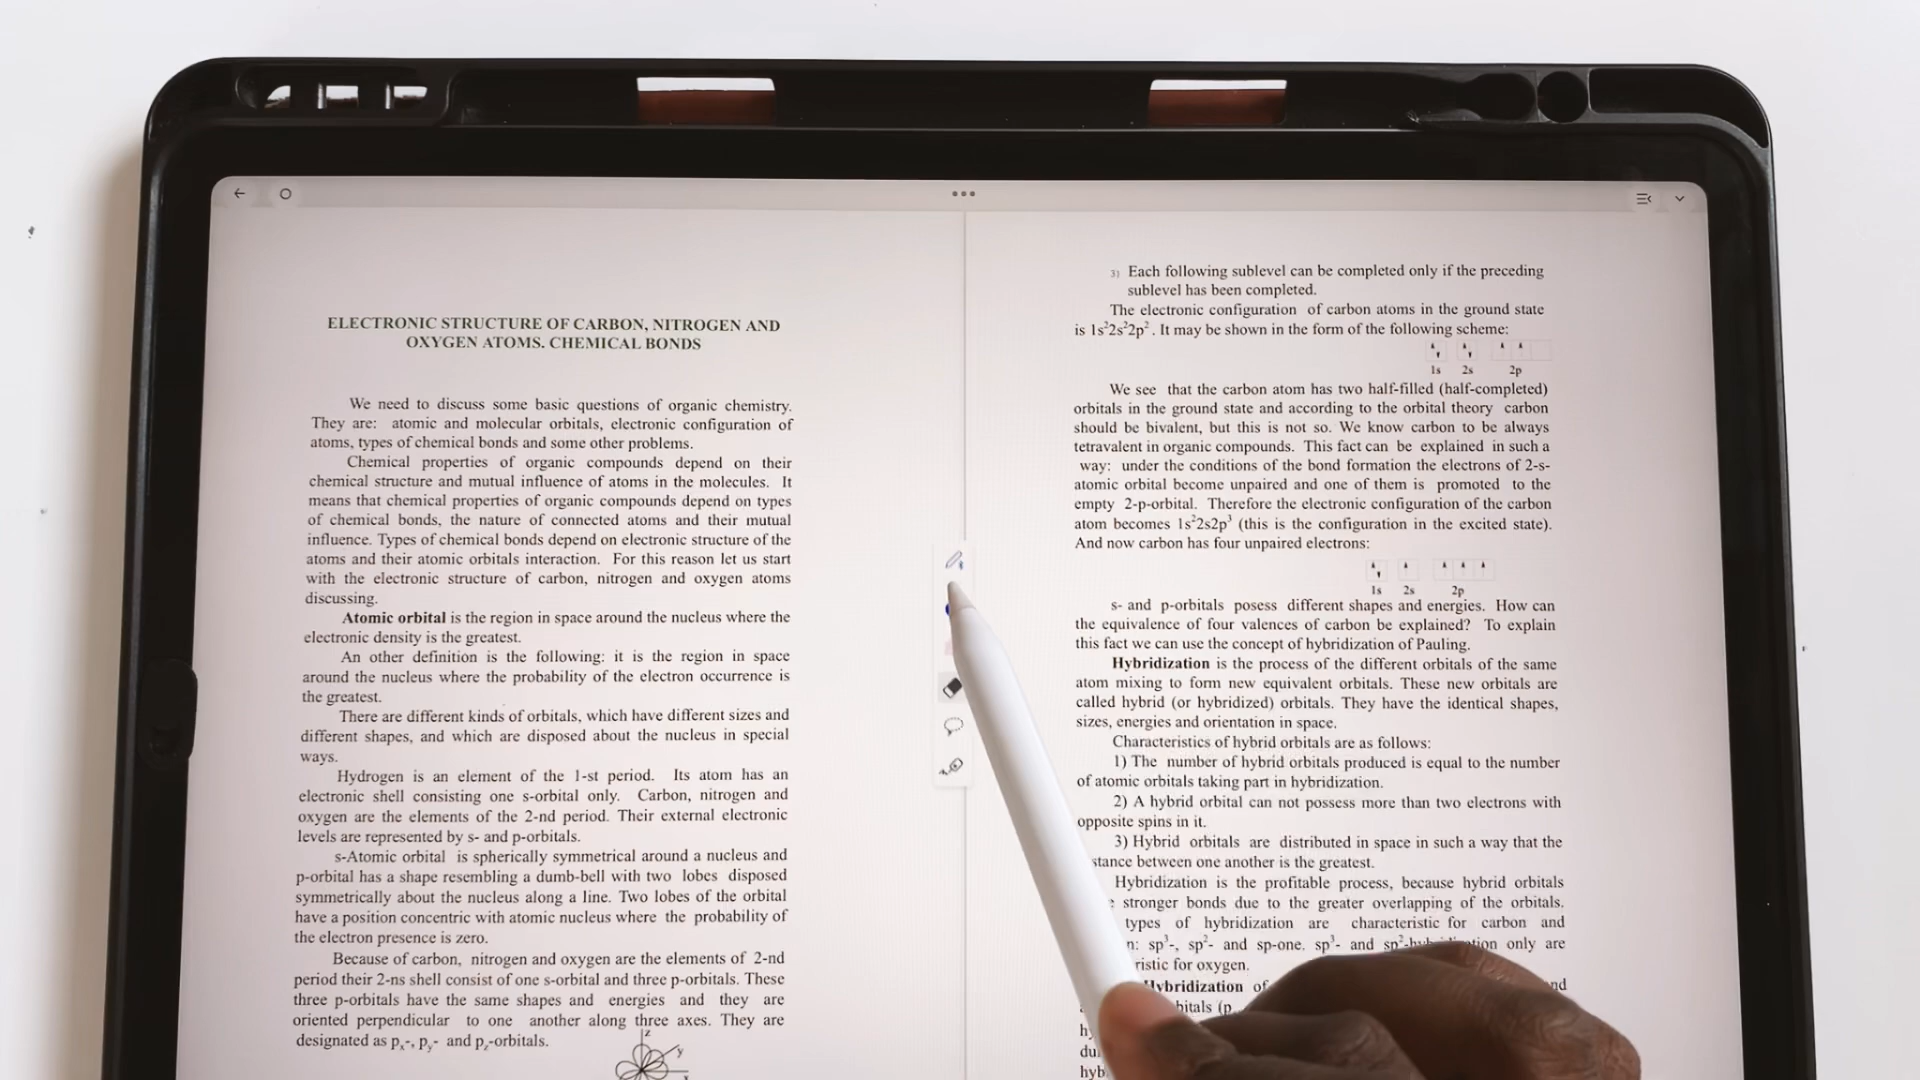 ELECTRONIC STRUCTURE OF CARBON, NITROGEN AND
OXYGEN ATOMS. CHEMICAL BONDS
We need to discuss some basic questions of organic chemistry.
They are: atomic and molecular orbitals, electronic configuration of
atoms, types of chemical bonds and some other problems.
Chemical properties of organic compounds depend on their
chemical structure and mutual influence of atoms in the molecules. It
means that chemical properties of organic compounds depend on types
of chemical bonds, the nature of connected atoms and their mutual
influence. Types of chemical bonds depend on electronic structure of the
atoms and their atomic orbitals interaction. For this reason let us start
with the electronic structure of carbon, nitrogen and oxygen atoms
discussing.
Atomic orbital is the region in space around the nucleus where the
electronic density is the greatest.
An other definition is the following: it is the region in space
around the nucleus where the probability of the electron occurrence is
the greatest.
There are different kinds of orbitals, which have different sizes and
different shapes, and which are disposed about the nucleus in special
ways.
Hydrogen is an element of the 1-st period. Its atom has an
electronic shell consisting one s-orbital only. Carbon, nitrogen and
oxygen are the elements of the 2-nd period. Their external electronic
levels are represented by s- and p-orbitals.
s-Atomic orbital is spherically symmetrical around a nucleus and
p-orbital has a shape resembling a dumb-bell with two lobes disposed
symmetrically about the nucleus along a line. Two lobes of the orbital
have a position concentric with atomic nucleus where the probability of
the electron presence is zero.
Because of carbon, nitrogen and oxygen are the elements of 2-nd
period their 2-ns shell consist of one s-orbital and three p-orbitals. These
three p-orbitals have the same shapes and energies and they are
oriented perpendicular to one another along three axes. They are
designated as pₓ-, pᵧ- and p_z-orbitals.
z
y
x
3) Each following sublevel can be completed only if the preceding
sublevel has been completed.
The electronic configuration of carbon atoms in the ground state
is 1s²2s²2p². It may be shown in the form of the following scheme:
1s 2s 2p
We see that the carbon atom has two half-filled (half-completed)
orbitals in the ground state and according to the orbital theory carbon
should be bivalent, but this is not so. We know carbon to be always
tetravalent in organic compounds. This fact can be explained in such a
way: under the conditions of the bond formation the electrons of 2-s-
atomic orbital become unpaired and one of them is promoted to the
empty 2-p-orbital. Therefore the electronic configuration of the carbon
atom becomes 1s²2s2p³ (this is the configuration in the excited state).
And now carbon has four unpaired electrons:
1s 2s 2p
s- and p-orbitals posess different shapes and energies. How can
the equivalence of four valences of carbon be explained? To explain
this fact we can use the concept of hybridization of Pauling.
Hybridization is the process of the different orbitals of the same
atom mixing to form new equivalent orbitals. These new orbitals are
called hybrid (or hybridized) orbitals. They have the identical shapes,
sizes, energies and orientation in space.
Characteristics of hybrid orbitals are as follows:
1) The number of hybrid orbitals produced is equal to the number
of atomic orbitals taking part in hybridization.
2) A hybrid orbital can not possess more than two electrons with
opposite spins in it.
3) Hybrid orbitals are distributed in space in such a way that the
stance between one another is the greatest.
Hybridization is the profitable process, because hybrid orbitals
stronger bonds due to the greater overlapping of the orbitals.
types of hybridization are characteristic for carbon and
n: sp³-, sp²- and sp-one. sp³- and sp²-hybridization only are
ristic for oxygen.
Hybridization of
bitals (p